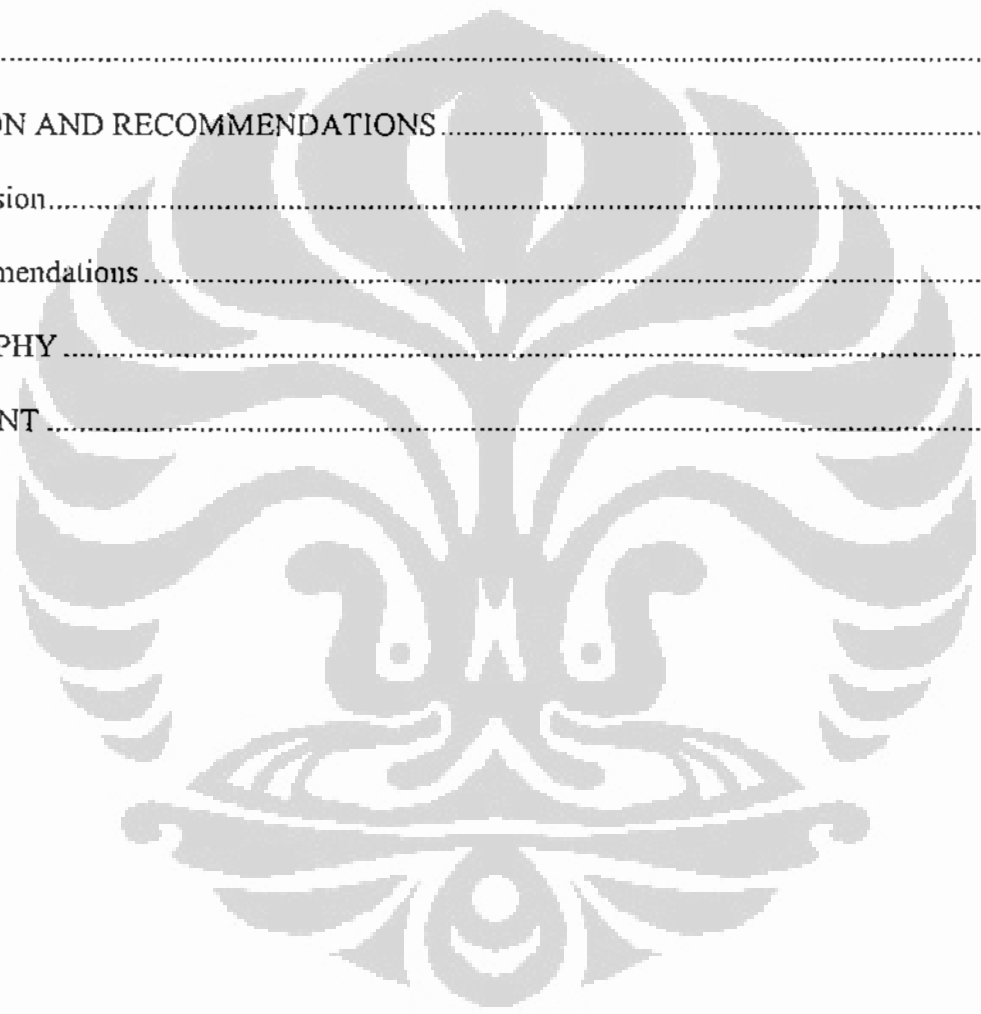 ....................................................................................................
ON AND RECOMMENDATIONS............................................................
sion....................................................................................................
mendations............................................................................................
PHY....................................................................................................
NT....................................................................................................